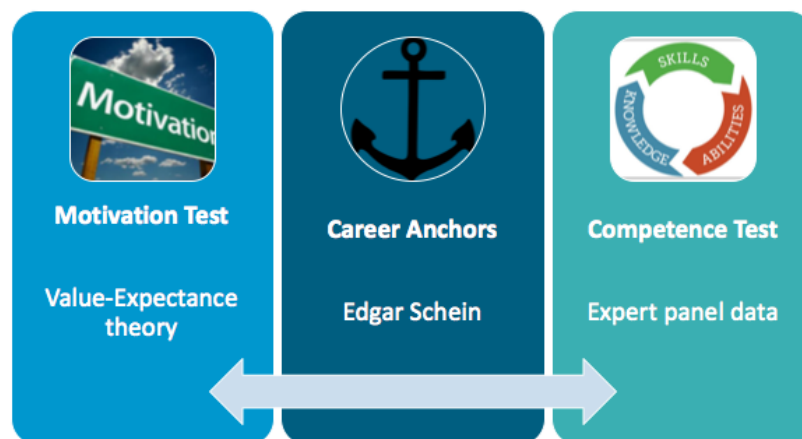 Motivation
Motivation Test
Value-Expectance
theory
Career Anchors
Edgar Schein
SKILLS
KNOWLEDGE
ABILITIES
Competence Test
Expert panel data